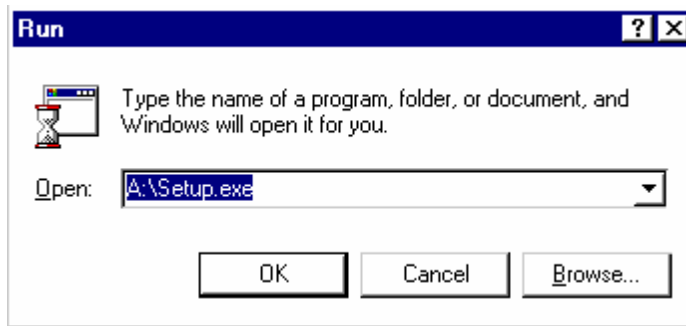 Run
Type the name of a program, folder, or document, and
Windows will open it for you.
Open: A:\Setup.exe
OK Cancel Browse...